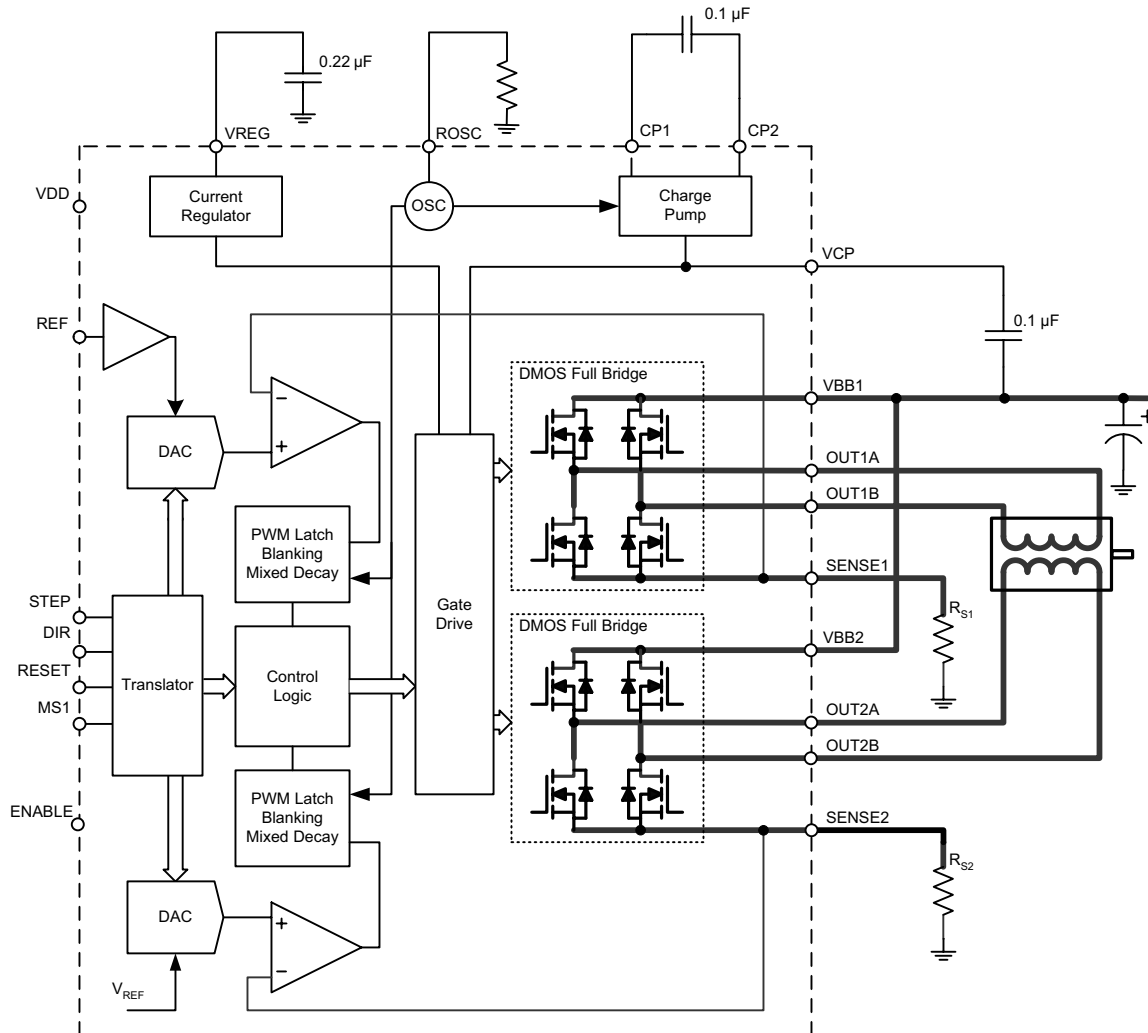 0.1 µF
0.22 µF
VREG
ROSC
CP1
CP2
VDD
Current
Regulator
OSC
Charge
Pump
VCP
REF
0.1 µF
DMOS Full Bridge
VBB1
+
−
+
DAC
OUT1A
OUT1B
PWM Latch
Blanking
Mixed Decay
SENSE1
STEP
DIR
RESET
MS1
Translator
Control
Logic
Gate
Drive
DMOS Full Bridge
RS1
VBB2
OUT2A
OUT2B
ENABLE
PWM Latch
Blanking
Mixed Decay
SENSE2
RS2
DAC
+
−
VREF